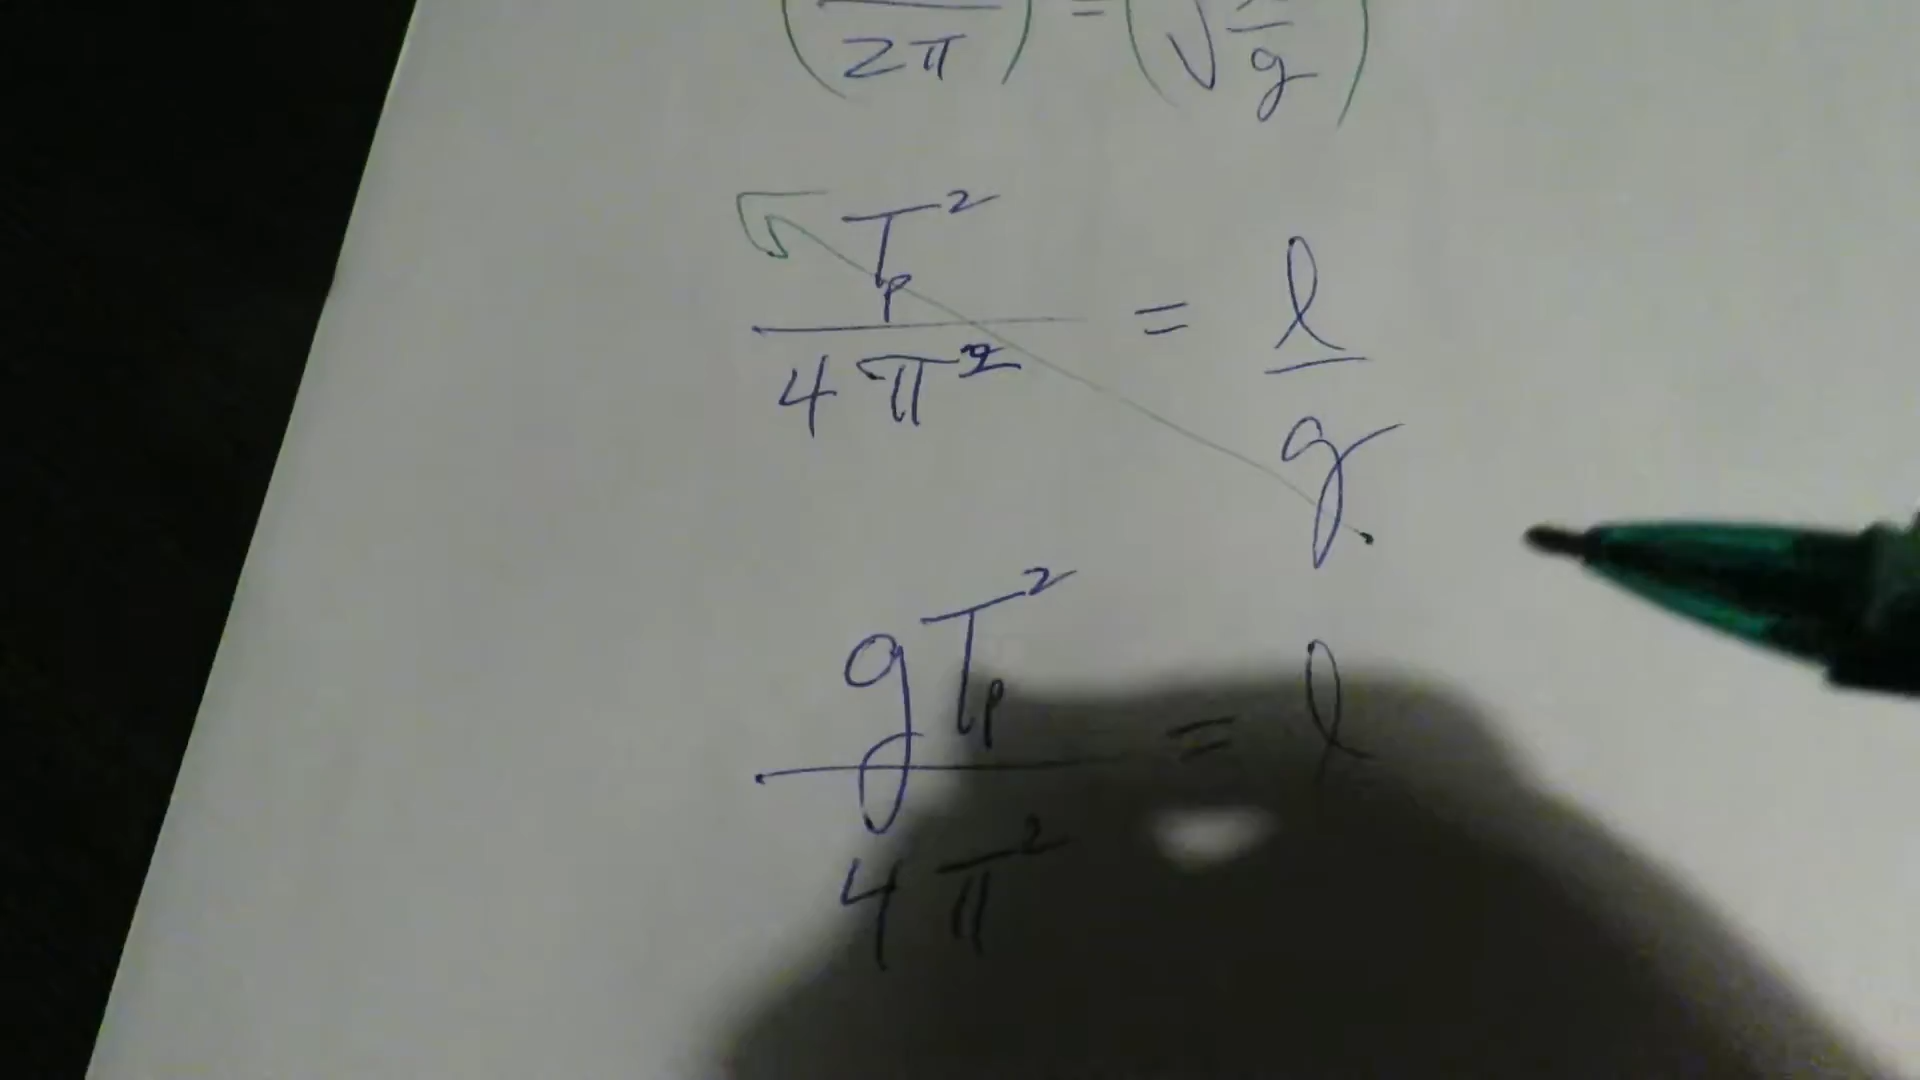 ( / 2π ) = ( √ / g )
T_p² / 4π² = l / g
gT_p² / 4π² = l